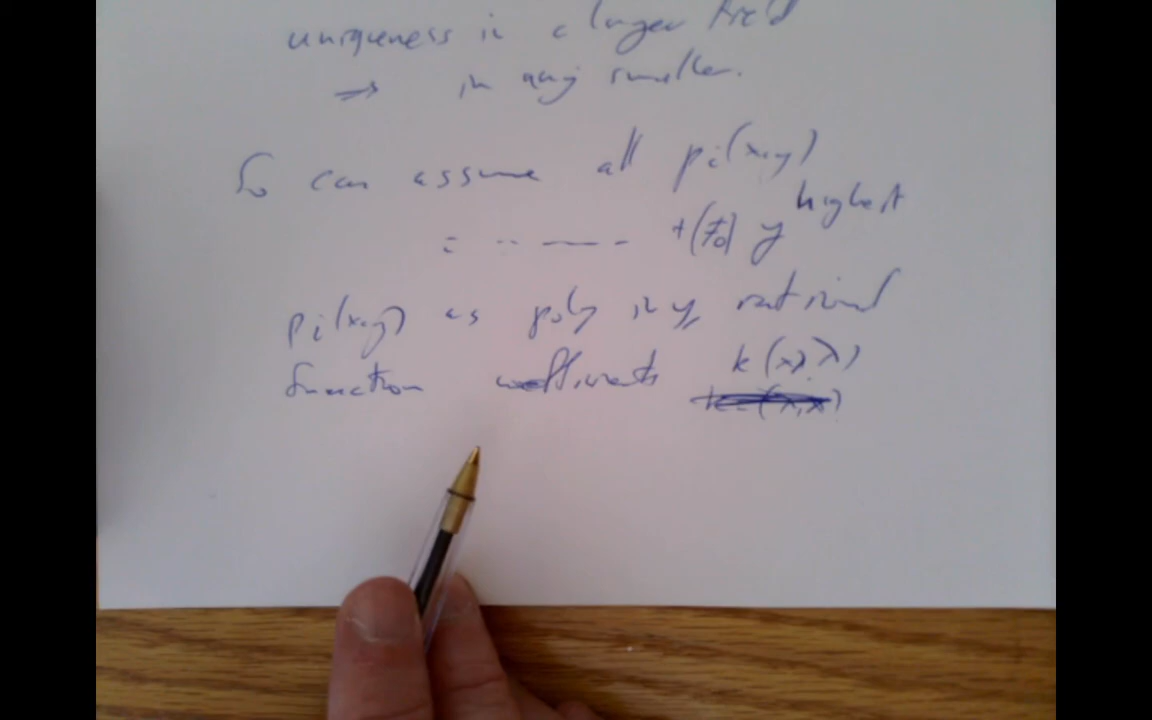 uniqueness in a larger field
→ in any smaller.
So can assume all pi(x,y)
= .. ——— +(≠0) y highest
pi(x,y) as poly in y, rational
function coefficients k(x,λ)